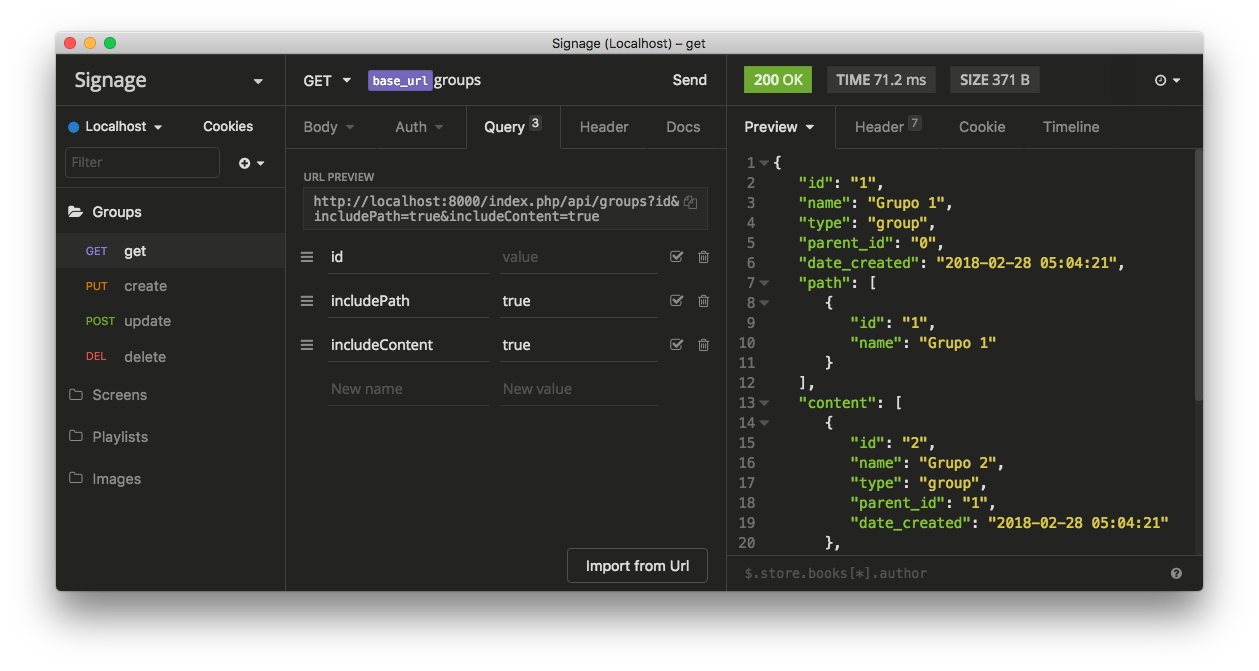 Signage (Localhost) – get
Signage
Localhost
Cookies
Filter
Groups
GET get
PUT create
POST update
DEL delete
Screens
Playlists
Images
GET base_url groups Send
Body Auth Query 3 Header Docs
URL PREVIEW
http://localhost:8000/index.php/api/groups?id&
includePath=true&includeContent=true
id value
includePath true
includeContent true
New name New value
Import from Url
200 OK TIME 71.2 ms SIZE 371 B
Preview Header 7 Cookie Timeline
1 {
2 "id": "1",
3 "name": "Grupo 1",
4 "type": "group",
5 "parent_id": "0",
6 "date_created": "2018-02-28 05:04:21",
7 "path": [
8 {
9 "id": "1",
10 "name": "Grupo 1"
11 }
12 ],
13 "content": [
14 {
15 "id": "2",
16 "name": "Grupo 2",
17 "type": "group",
18 "parent_id": "1",
19 "date_created": "2018-02-28 05:04:21"
20 },
$.store.books[*].author